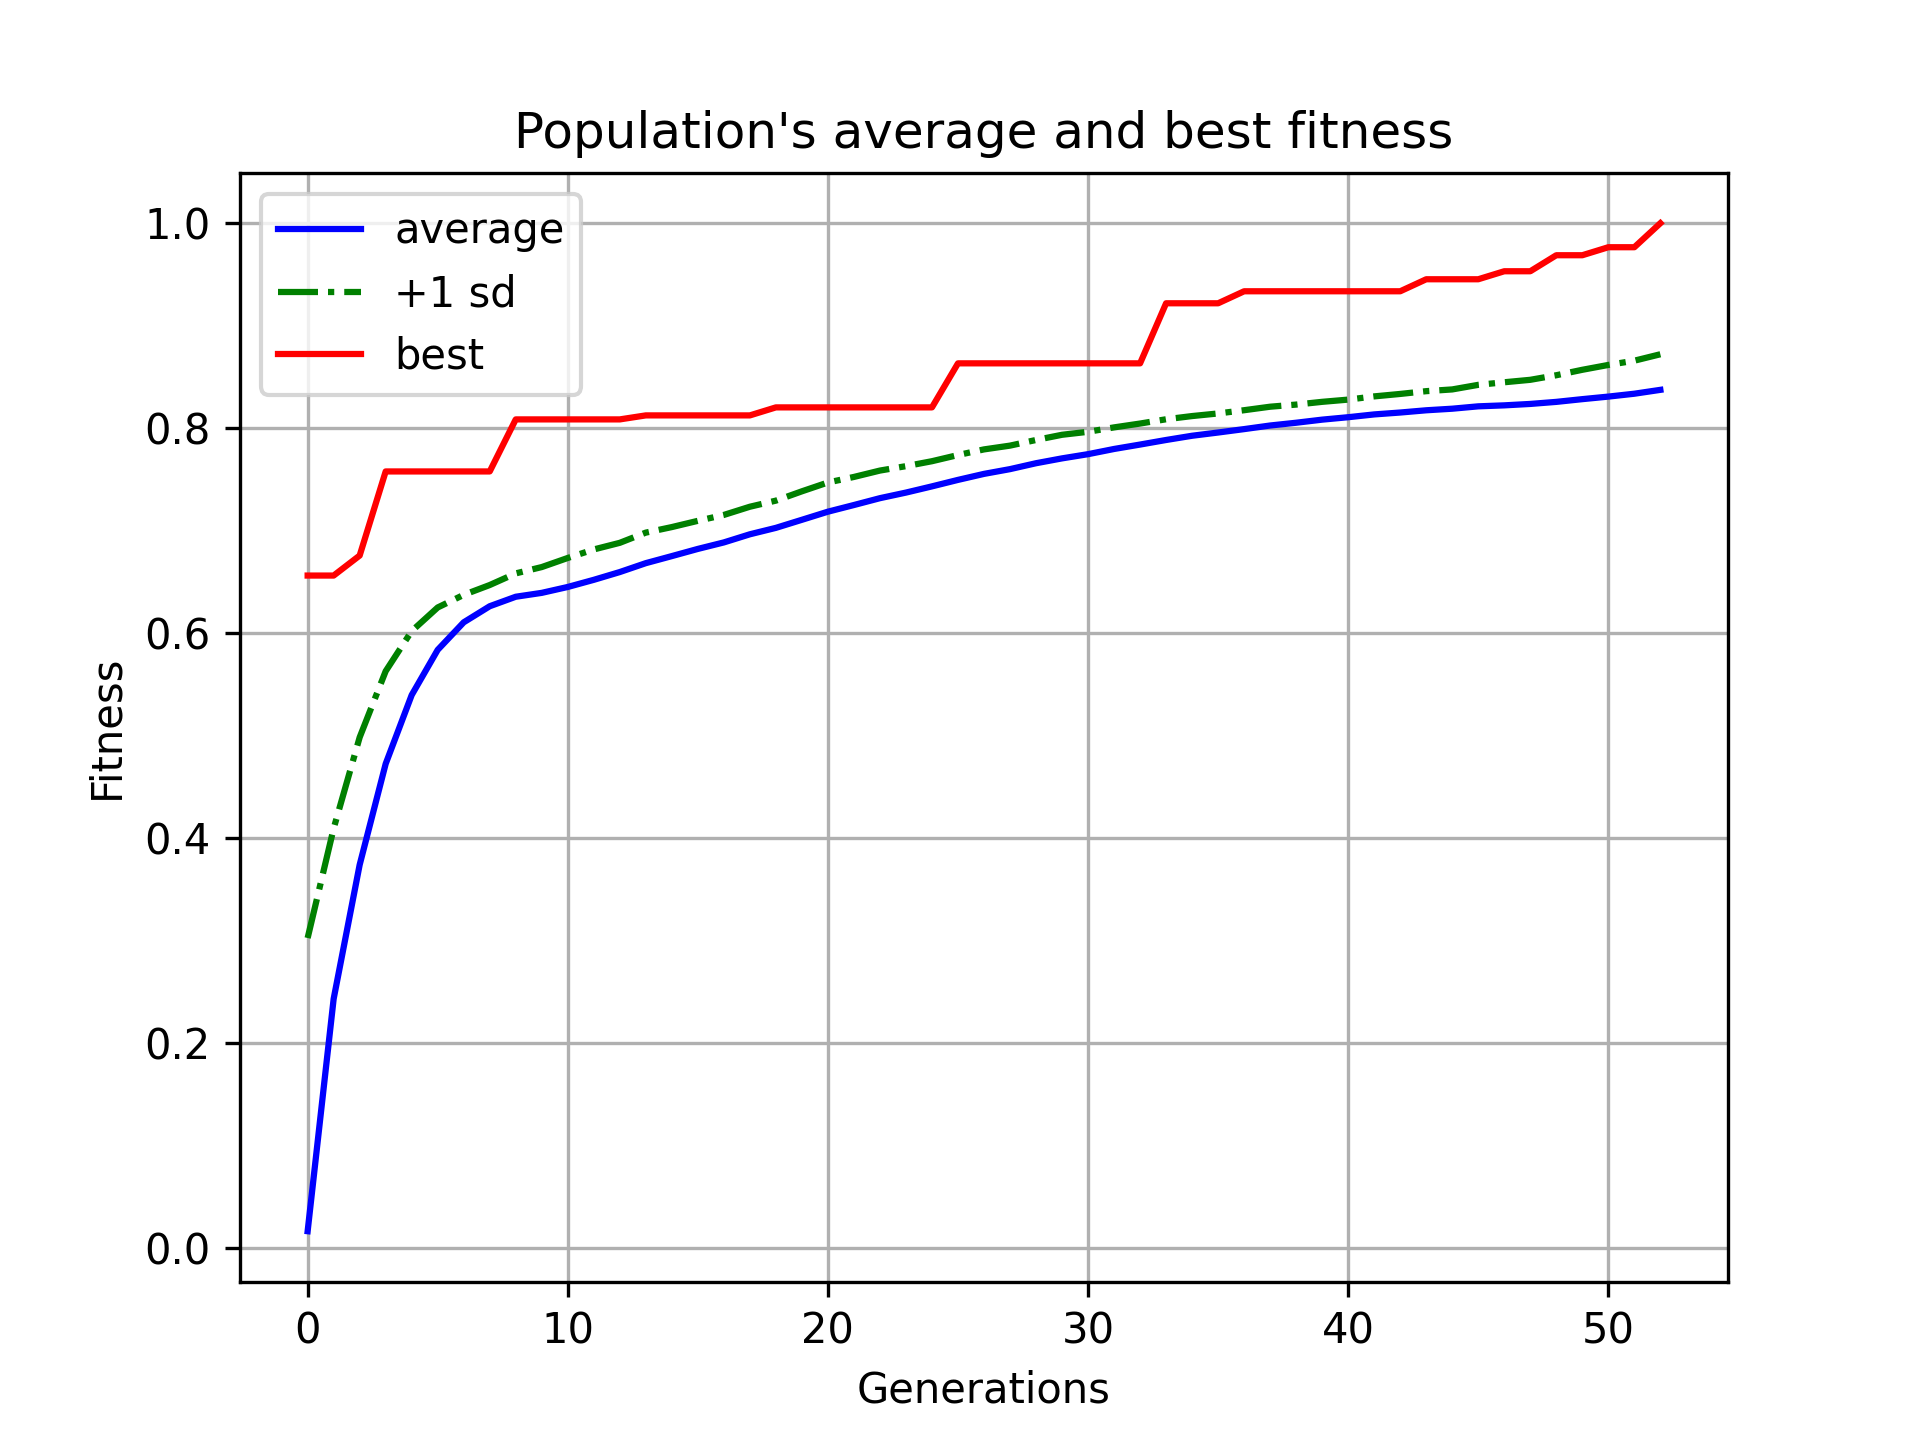 Population's average and best fitness
average
+1 sd
best
1.0
0.8
0.6
0.4
0.2
0.0
Fitness
0 10 20 30 40 50
Generations